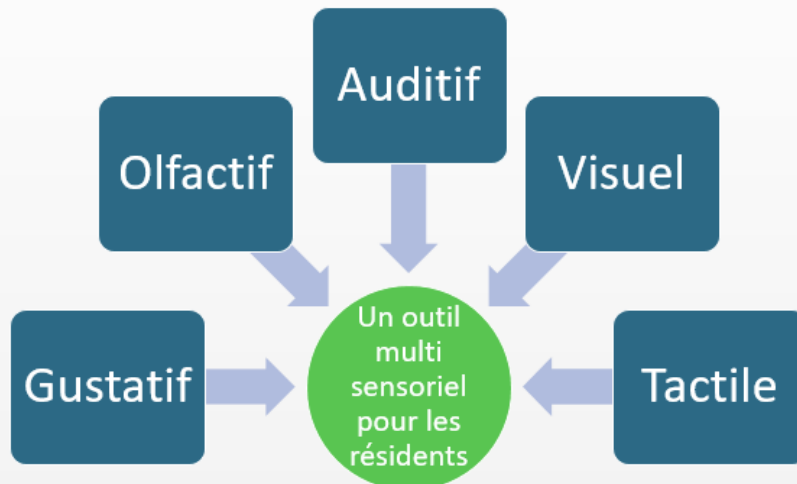 Auditif
Olfactif
Visuel
Gustatif
Un outil
multi
sensoriel
pour les
résidents
Tactile